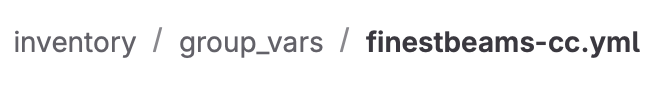 inventory / group_vars / finestbeams-cc.yml